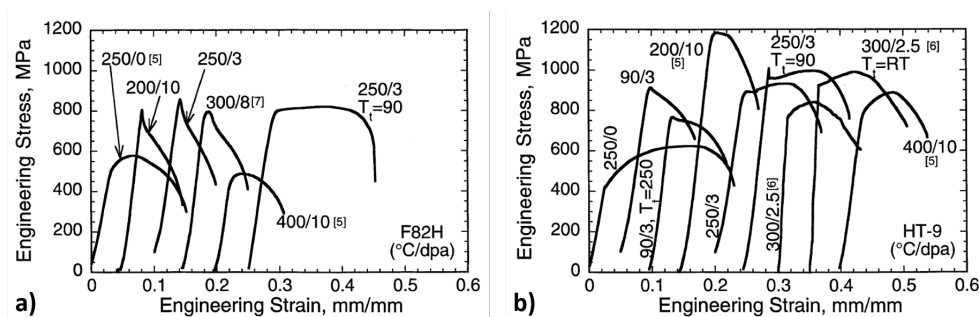 1200
1000
800
600
400
200
0
Engineering Stress, MPa
250/0 [5]
250/3
200/10
300/8[7]
250/3
Tt=90
400/10 [5]
F82H
(°C/dpa)
0 0.1 0.2 0.3 0.4 0.5 0.6
Engineering Strain, mm/mm
a)
1200
1000
800
600
400
200
0
Engineering Stress, MPa
200/10
[5]
250/3
Tt=90
300/2.5 [6]
Tt=RT
90/3
250/0
90/3, Tt=250
250/3
300/2.5[6]
400/10
[5]
HT-9
(°C/dpa)
0 0.1 0.2 0.3 0.4 0.5 0.6
Engineering Strain, mm/mm
b)